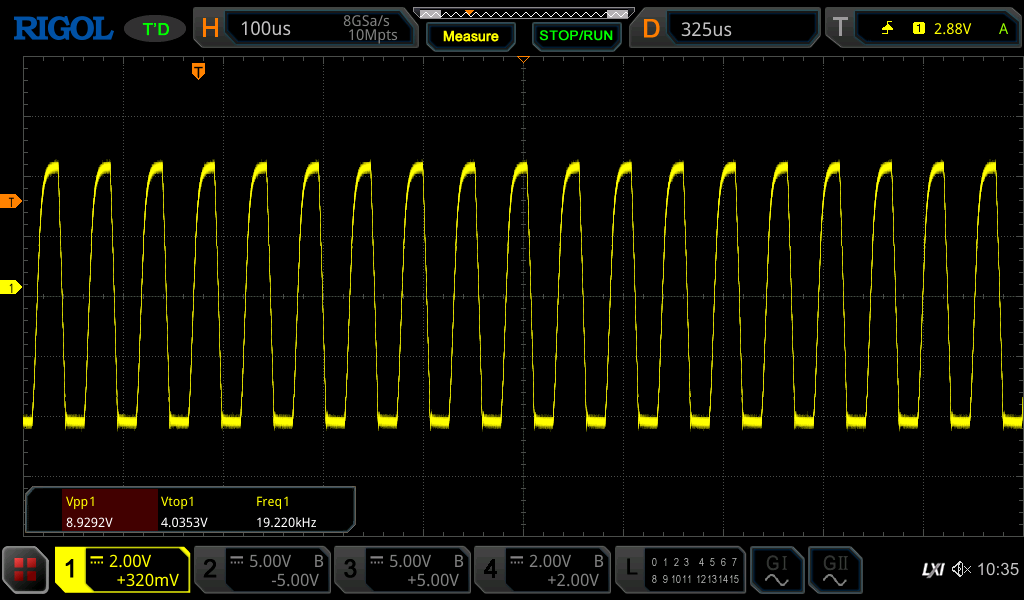 RIGOL T'D H 100us 8GSa/s 10Mpts Measure STOP/RUN D 325us T 1 2.88V A
T
T
1
Vpp1 Vtop1 Freq1
8.9292V 4.0353V 19.220kHz
1 2.00V +320mV
2 5.00V B -5.00V
3 5.00V B +5.00V
4 2.00V B +2.00V
L 0 1 2 3 4 5 6 7
8 9 10 11 12 13 14 15
GI GII
LXI 10:35